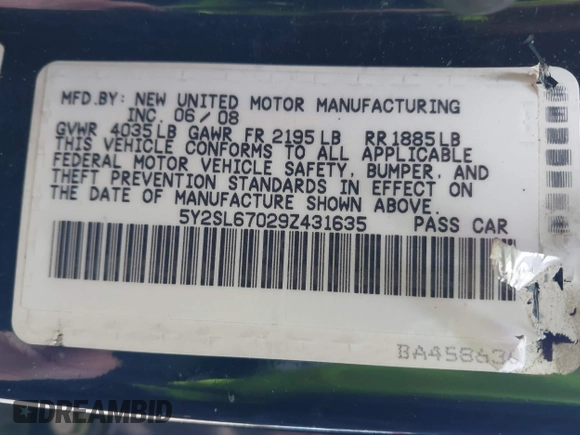 MFD.BY: NEW UNITED MOTOR MANUFACTURING
INC. 06/08
GVWR 4035LB GAWR FR 2195LB RR1885LB
THIS VEHICLE CONFORMS TO ALL APPLICABLE
FEDERAL MOTOR VEHICLE SAFETY, BUMPER, AND
THEFT PREVENTION STANDARDS IN EFFECT ON
THE DATE OF MANUFACTURE SHOWN ABOVE.
5Y2SL67029Z431635 PASS CAR
DREAMBID